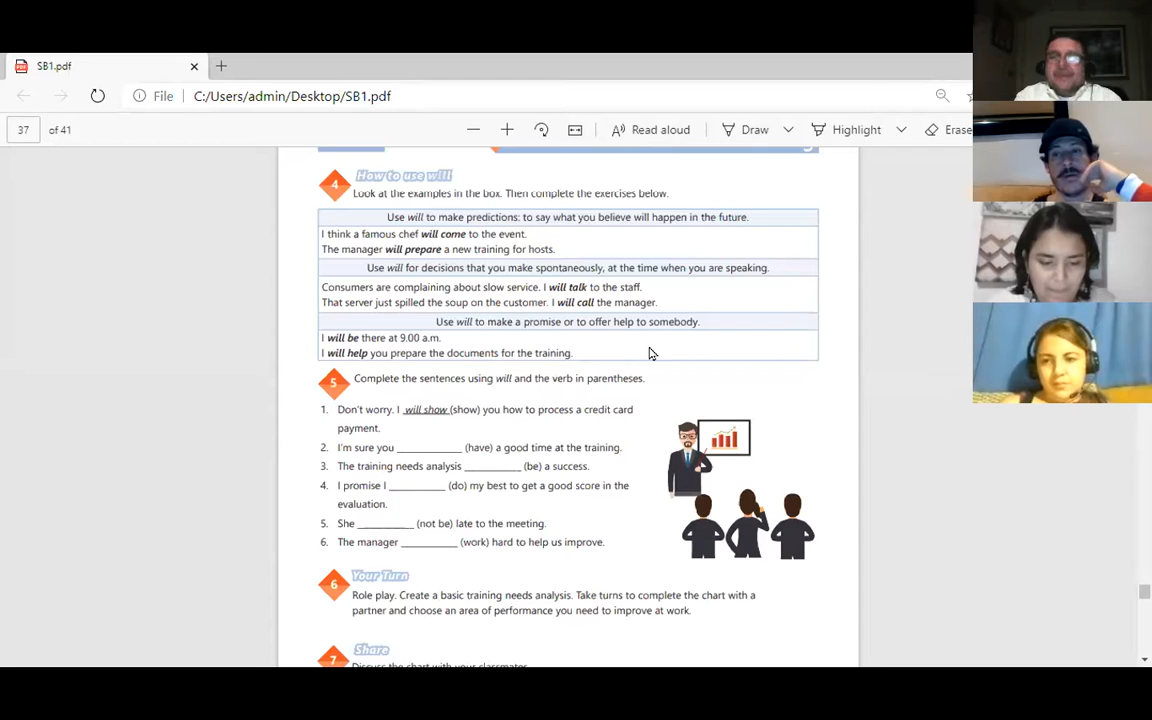 SB1.pdf
File
C:/Users/admin/Desktop/SB1.pdf
37 of 41
Read aloud
Draw
Highlight
Erase
4 How to use will
Look at the examples in the box. Then complete the exercises below.
Use will to make predictions: to say what you believe will happen in the future.
I think a famous chef will come to the event.
The manager will prepare a new training for hosts.
Use will for decisions that you make spontaneously, at the time when you are speaking.
Consumers are complaining about slow service. I will talk to the staff.
That server just spilled the soup on the customer. I will call the manager.
Use will to make a promise or to offer help to somebody.
I will be there at 9.00 a.m.
I will help you prepare the documents for the training.
5 Complete the sentences using will and the verb in parentheses.
1. Don't worry. I will show (show) you how to process a credit card
payment.
2. I'm sure you ____________ (have) a good time at the training.
3. The training needs analysis __________ (be) a success.
4. I promise I __________ (do) my best to get a good score in the
evaluation.
5. She __________ (not be) late to the meeting.
6. The manager __________ (work) hard to help us improve.
6 Your Turn
Role play. Create a basic training needs analysis. Take turns to complete the chart with a
partner and choose an area of performance you need to improve at work.
7 Share
Discuss the chart with your classmates.